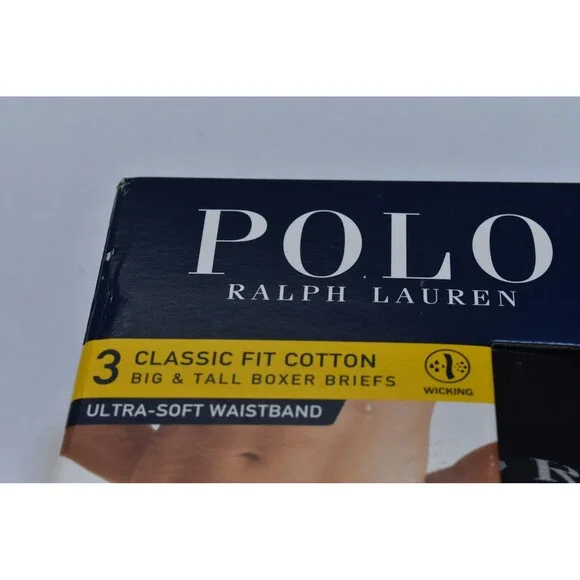 POLO
RALPH LAUREN
3 CLASSIC FIT COTTON
BIG & TALL BOXER BRIEFS
WICKING
ULTRA-SOFT WAISTBAND
R